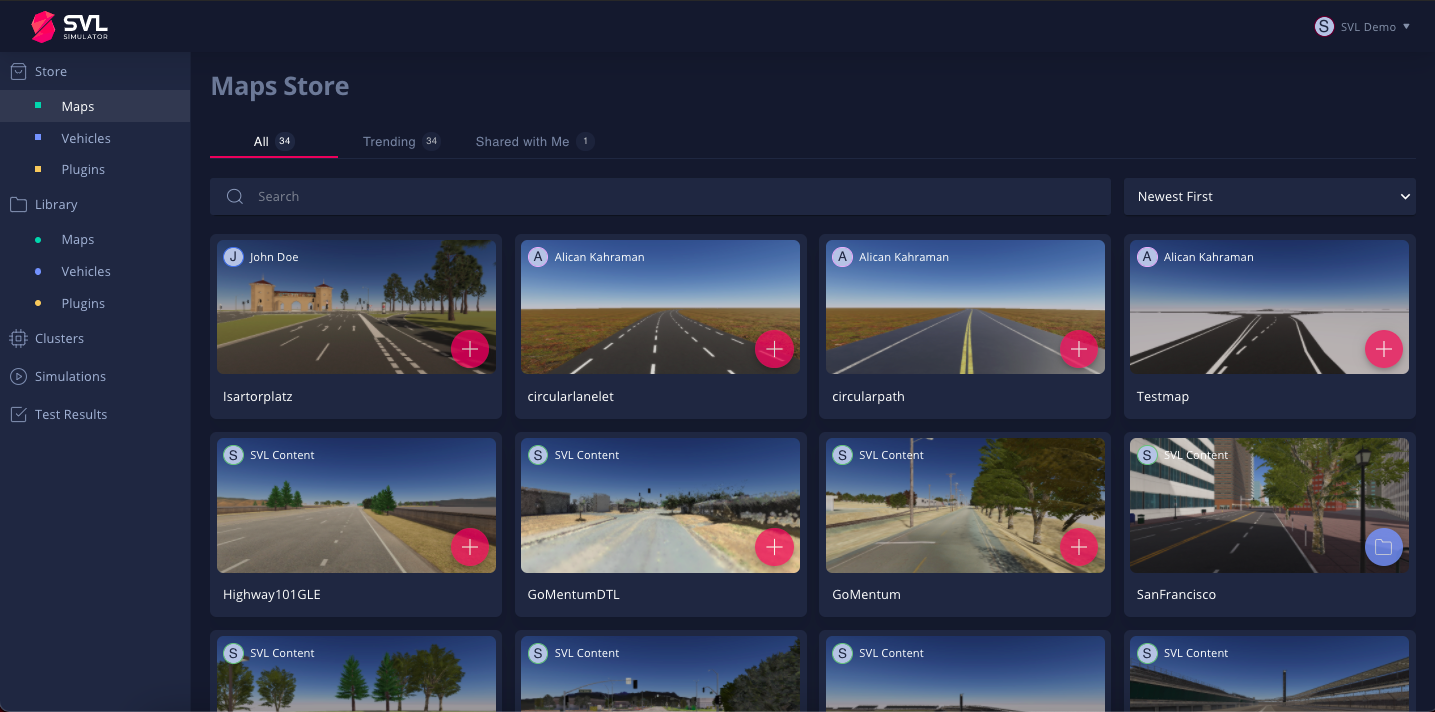 SVL
SIMULATOR
S SVL Demo
Store
Maps
Vehicles
Plugins
Library
Maps
Vehicles
Plugins
Clusters
Simulations
Test Results
Maps Store
All 34 Trending 34 Shared with Me 1
Search
Newest First
J John Doe
Isartorplatz
A Alican Kahraman
circularlanelet
A Alican Kahraman
circularpath
A Alican Kahraman
Testmap
S SVL Content
Highway101GLE
S SVL Content
GoMentumDTL
S SVL Content
GoMentum
S SVL Content
SanFrancisco
S SVL Content
S SVL Content
S SVL Content
S SVL Content